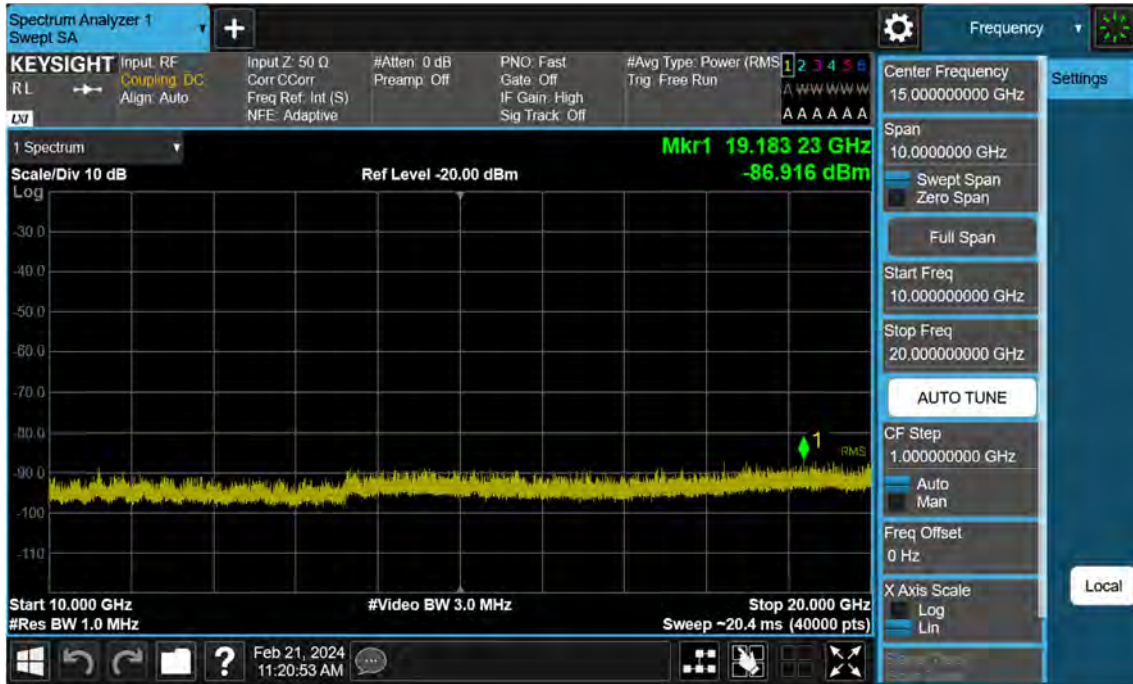 Spectrum Analyzer 1
Swept SA
+
Frequency
KEYSIGHT
RL
LXI
Input: RF
Coupling: DC
Align: Auto
Input Z: 50 Ω
Corr CCorr
Freq Ref: Int (S)
NFE: Adaptive
#Atten: 0 dB
Preamp: Off
PNO: Fast
Gate: Off
IF Gain: High
Sig Track: Off
#Avg Type: Power (RMS
Trig: Free Run
1 2 3 4 5 6
A W W W W W
A A A A A A
1 Spectrum
Scale/Div 10 dB
Ref Level -20.00 dBm
Mkr1 19.183 23 GHz
-86.916 dBm
Log
-30.0
-40.0
-50.0
-60.0
-70.0
-80.0
-90.0
-100
-110
1
RMS
Start 10.000 GHz
#Res BW 1.0 MHz
#Video BW 3.0 MHz
Stop 20.000 GHz
Sweep ~20.4 ms (40000 pts)
Center Frequency
15.000000000 GHz
Span
10.0000000 GHz
Swept Span
Zero Span
Full Span
Start Freq
10.000000000 GHz
Stop Freq
20.000000000 GHz
AUTO TUNE
CF Step
1.000000000 GHz
Auto
Man
Freq Offset
0 Hz
X Axis Scale
Log
Lin
Settings
Local
?
Feb 21, 2024
11:20:53 AM